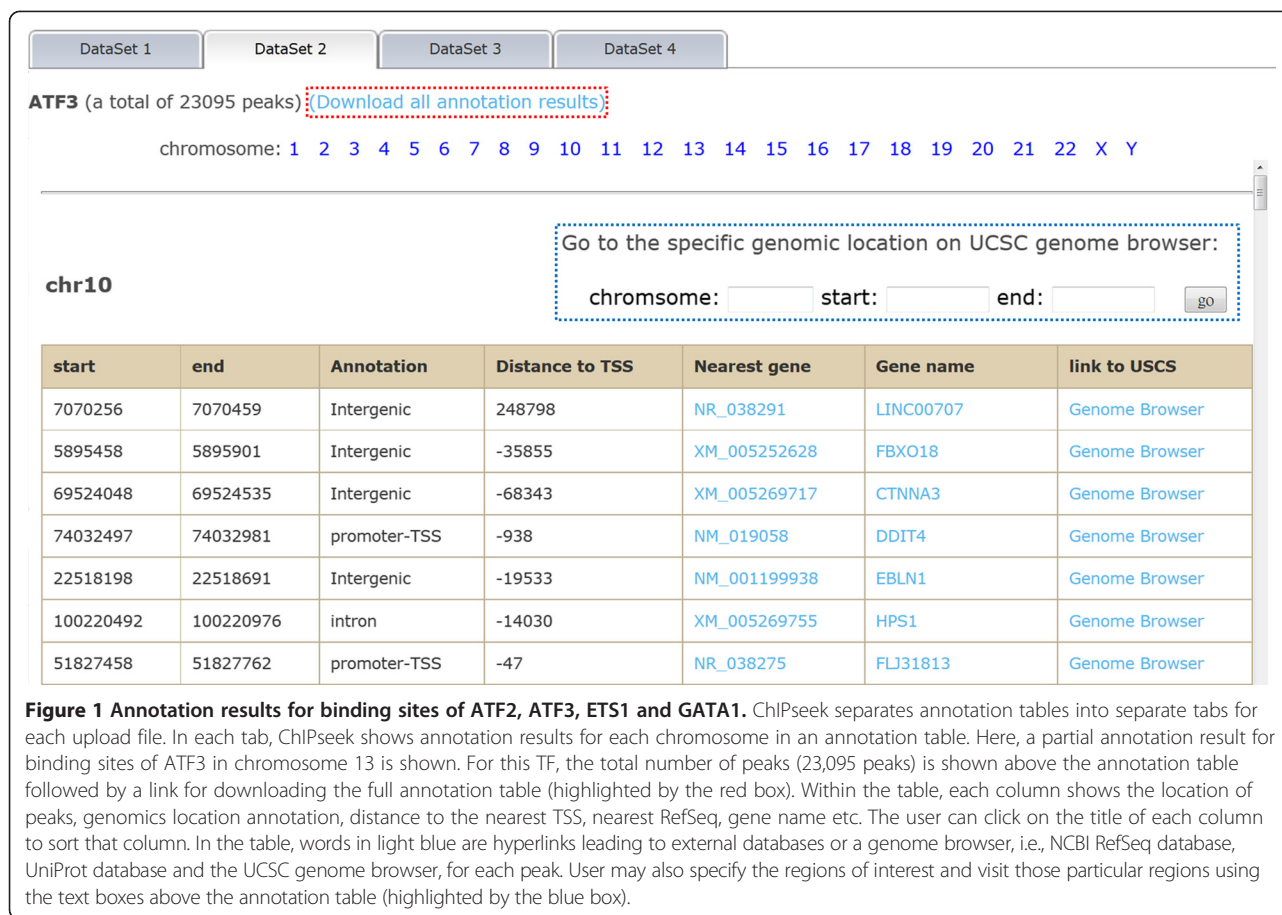 DataSet 1 DataSet 2 DataSet 3 DataSet 4
ATF3 (a total of 23095 peaks) (Download all annotation results)
chromosome: 1 2 3 4 5 6 7 8 9 10 11 12 13 14 15 16 17 18 19 20 21 22 X Y
Go to the specific genomic location on UCSC genome browser:
chr10
chromsome: start: end: go
start end Annotation Distance to TSS Nearest gene Gene name link to USCS
7070256 7070459 Intergenic 248798 NR_038291 LINC00707 Genome Browser
5895458 5895901 Intergenic -35855 XM_005252628 FBXO18 Genome Browser
69524048 69524535 Intergenic -68343 XM_005269717 CTNNA3 Genome Browser
74032497 74032981 promoter-TSS -938 NM_019058 DDIT4 Genome Browser
22518198 22518691 Intergenic -19533 NM_001199938 EBLN1 Genome Browser
100220492 100220976 intron -14030 XM_005269755 HPS1 Genome Browser
51827458 51827762 promoter-TSS -47 NR_038275 FLJ31813 Genome Browser
Figure 1 Annotation results for binding sites of ATF2, ATF3, ETS1 and GATA1. ChIPseek separates annotation tables into separate tabs for
each upload file. In each tab, ChIPseek shows annotation results for each chromosome in an annotation table. Here, a partial annotation result for
binding sites of ATF3 in chromosome 13 is shown. For this TF, the total number of peaks (23,095 peaks) is shown above the annotation table
followed by a link for downloading the full annotation table (highlighted by the red box). Within the table, each column shows the location of
peaks, genomics location annotation, distance to the nearest TSS, nearest RefSeq, gene name etc. The user can click on the title of each column
to sort that column. In the table, words in light blue are hyperlinks leading to external databases or a genome browser, i.e., NCBI RefSeq database,
UniProt database and the UCSC genome browser, for each peak. User may also specify the regions of interest and visit those particular regions using
the text boxes above the annotation table (highlighted by the blue box).